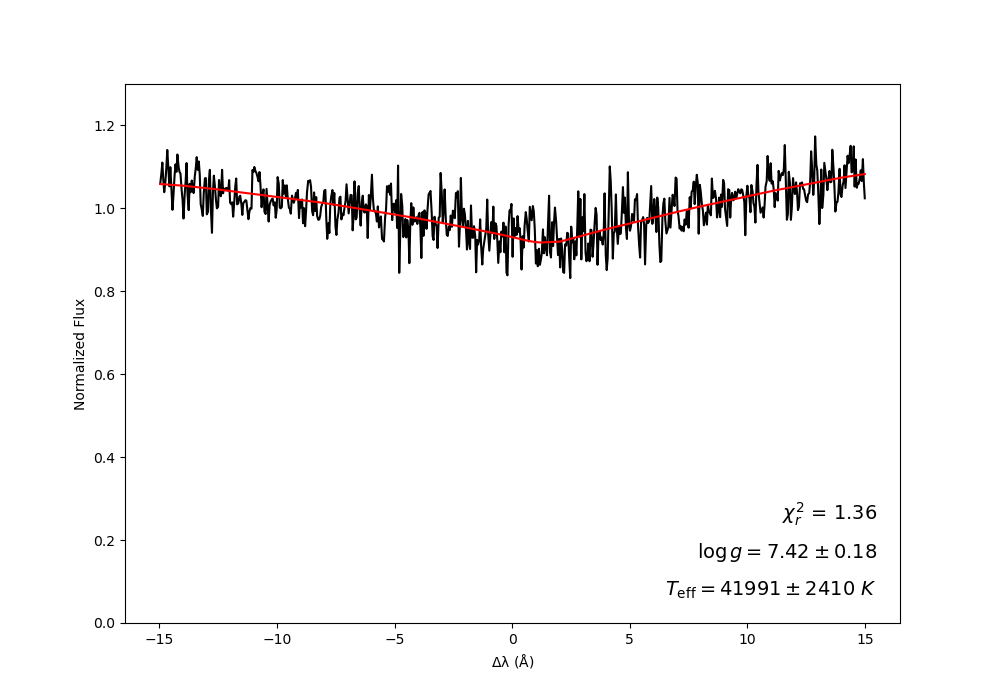 1.2
1.0
0.8
0.6
0.4
0.2
0.0
Normalized Flux
χ²ᵣ = 1.36
log g = 7.42 ± 0.18
T_eff = 41991 ± 2410 K
−15 −10 −5 0 5 10 15
Δλ (Å)